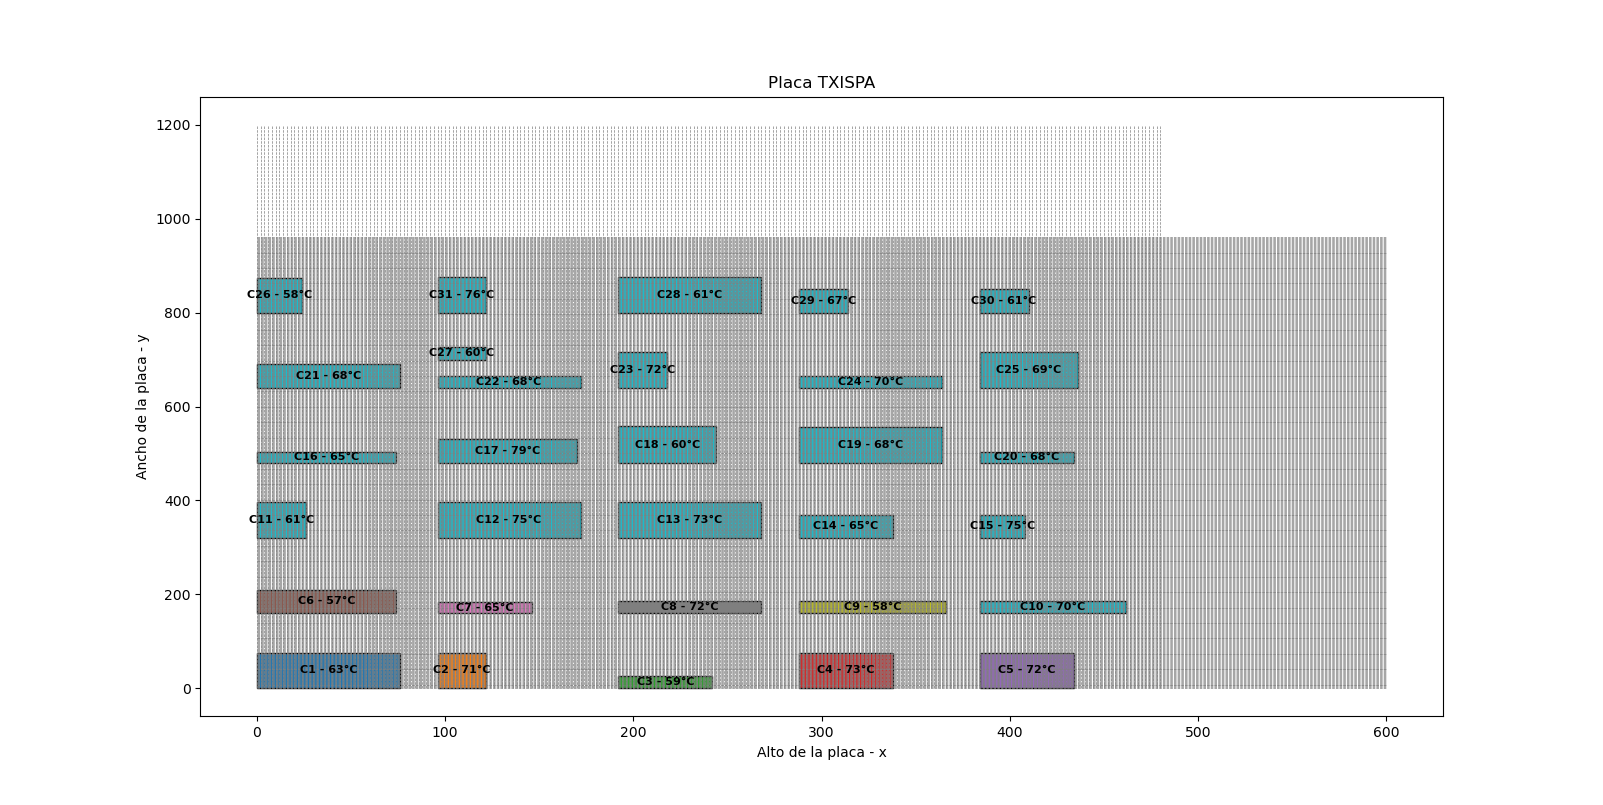 Placa TXISPA
1200
1000
800
600
400
200
0
Ancho de la placa - y
C26 - 58°C
C31 - 76°C
C28 - 61°C
C29 - 67°C
C30 - 61°C
C27 - 60°C
C21 - 68°C
C22 - 68°C
C23 - 72°C
C24 - 70°C
C25 - 69°C
C16 - 65°C
C17 - 79°C
C18 - 60°C
C19 - 68°C
C20 - 68°C
C11 - 61°C
C12 - 75°C
C13 - 73°C
C14 - 65°C
C15 - 75°C
C6 - 57°C
C7 - 65°C
C8 - 72°C
C9 - 58°C
C10 - 70°C
C1 - 63°C
C2 - 71°C
C3 - 59°C
C4 - 73°C
C5 - 72°C
0 100 200 300 400 500 600
Alto de la placa - x